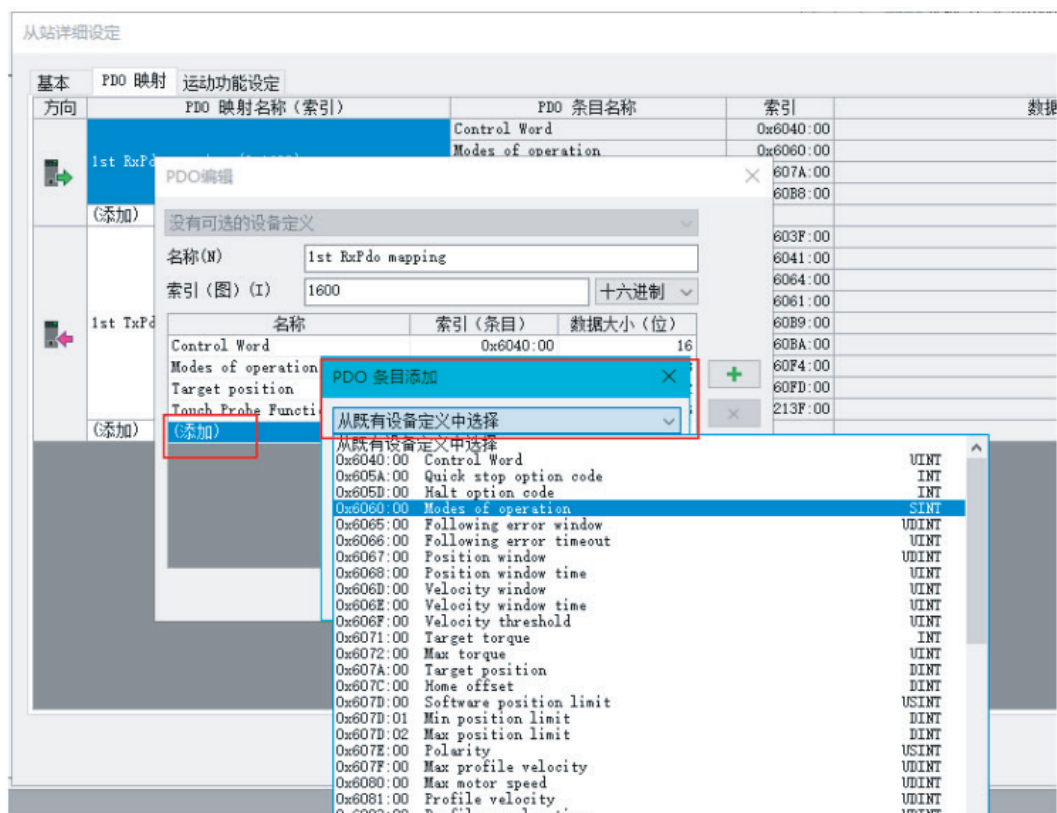 从站详细设定
基本 PDO 映射 运动功能设定
方向 PDO 映射名称（索引） PDO 条目名称 索引 数据
Control Word 0x6040:00
Modes of operation 0x6060:00
1st RxPd
607A:00
60B8:00
(添加)
603F:00
6041:00
6064:00
6061:00
1st TxPd
60B9:00
60BA:00
60F4:00
60FD:00
213F:00
(添加)
PDO编辑
没有可选的设备定义
名称(N) 1st RxPdo mapping
索引（图）(I) 1600 十六进制
名称 索引（条目） 数据大小（位）
Control Word 0x6040:00 16
Modes of operation
Target position
Touch Probe Functi
(添加)
PDO 条目添加
从既有设备定义中选择
从既有设备定义中选择
0x6040:00 Control Word UINT
0x605A:00 Quick stop option code INT
0x605D:00 Halt option code INT
0x6060:00 Modes of operation SINT
0x6065:00 Following error window UDINT
0x6066:00 Following error timeout UINT
0x6067:00 Position window UDINT
0x6068:00 Position window time UINT
0x606D:00 Velocity window UINT
0x606E:00 Velocity window time UINT
0x606F:00 Velocity threshold UINT
0x6071:00 Target torque INT
0x6072:00 Max torque UINT
0x607A:00 Target position DINT
0x607C:00 Home offset DINT
0x607D:00 Software position limit USINT
0x607D:01 Min position limit DINT
0x607D:02 Max position limit DINT
0x607E:00 Polarity USINT
0x607F:00 Max profile velocity UDINT
0x6080:00 Max motor speed UDINT
0x6081:00 Profile velocity UDINT